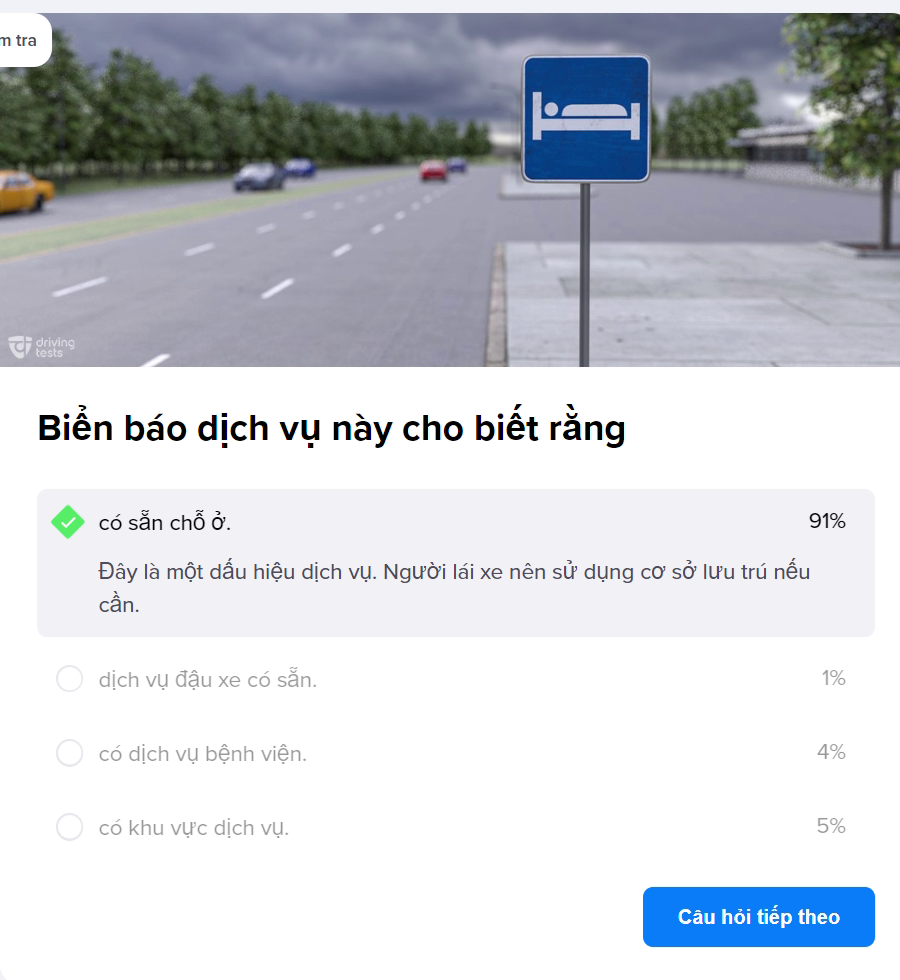 m tra
driving
tests
Biển báo dịch vụ này cho biết rằng
có sẵn chỗ ở. 91%
Đây là một dấu hiệu dịch vụ. Người lái xe nên sử dụng cơ sở lưu trú nếu
cần.
dịch vụ đậu xe có sẵn. 1%
có dịch vụ bệnh viện. 4%
có khu vực dịch vụ. 5%
Câu hỏi tiếp theo